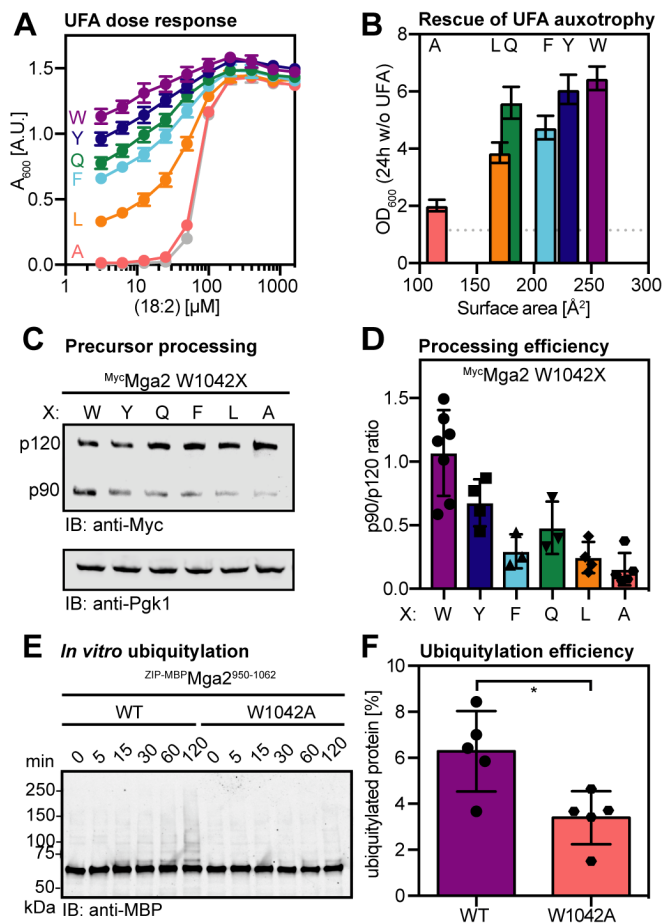 A UFA dose response
A600 [A.U.]
1.5
1.0
0.5
0.0
W
Y
Q
F
L
A
1 10 100 1000
(18:2) [µM]
B Rescue of UFA auxotrophy
OD600 (24h w/o UFA)
8
6
4
2
0
A L Q F Y W
100 150 200 250 300
Surface area [Å2]
C Precursor processing
MycMga2 W1042X
X: W Y Q F L A
p120
p90
IB: anti-Myc
IB: anti-Pgk1
D Processing efficiency
MycMga2 W1042X
p90/p120 ratio
1.5
1.0
0.5
0.0
X: W Y F Q L A
E In vitro ubiquitylation
ZIP-MBPMga2950-1062
WT W1042A
min 0 5 15 30 60 120 0 5 15 30 60 120
250
150
100
75
50
kDa
IB: anti-MBP
F Ubiquitylation efficiency
ubiquitylated protein [%]
10
8
6
4
2
0
*
WT W1042A